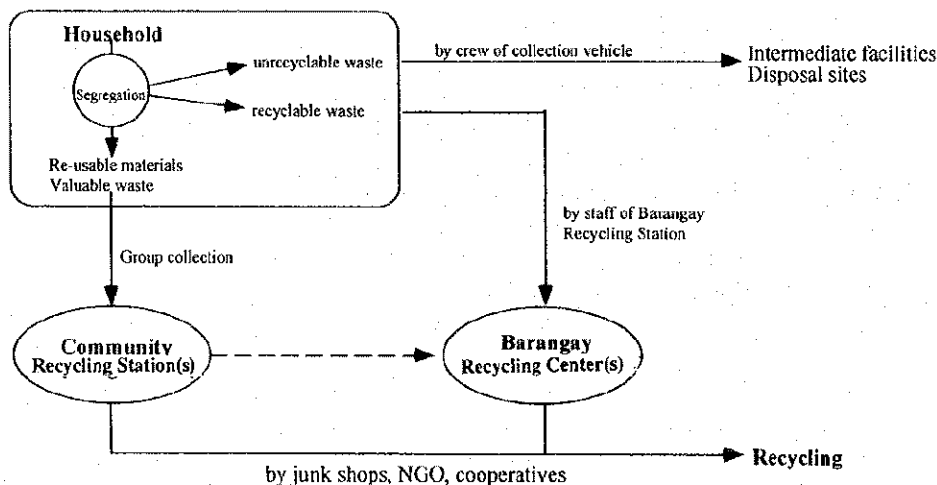 Household
Segregation
unrecyclable waste
recyclable waste
Re-usable materials
Valuable waste
by crew of collection vehicle
Intermediate facilities
Disposal sites
by staff of Barangay
Recycling Station
Group collection
Community
Recycling Station(s)
Barangay
Recycling Center(s)
by junk shops, NGO, cooperatives
Recycling